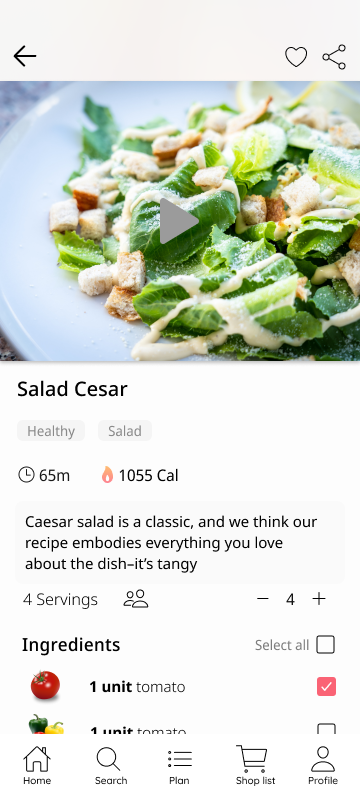 Salad Cesar
Healthy Salad
65m 1055 Cal
Caesar salad is a classic, and we think our
recipe embodies everything you love
about the dish–it's tangy
4 Servings 4
Ingredients Select all
1 unit tomato
1 unit tomato
Home Search Plan Shop list Profile